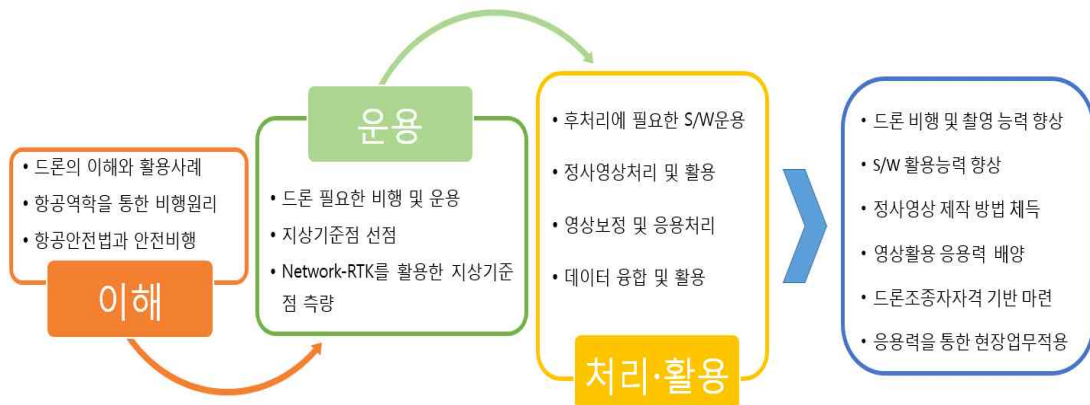 이해
• 드론의 이해와 활용사례
• 항공역학을 통한 비행원리
• 항공안전법과 안전비행
운용
• 드론 필요한 비행 및 운용
• 지상기준점 선점
• Network-RTK를 활용한 지상기준
점 측량
처리·활용
• 후처리에 필요한 S/W운용
• 정사영상처리 및 활용
• 영상보정 및 응용처리
• 데이터 융합 및 활용
• 드론 비행 및 촬영 능력 향상
• S/W 활용능력 향상
• 정사영상 제작 방법 체득
• 영상활용 응용력 배양
• 드론조종자자격 기반 마련
• 응용력을 통한 현장업무적용